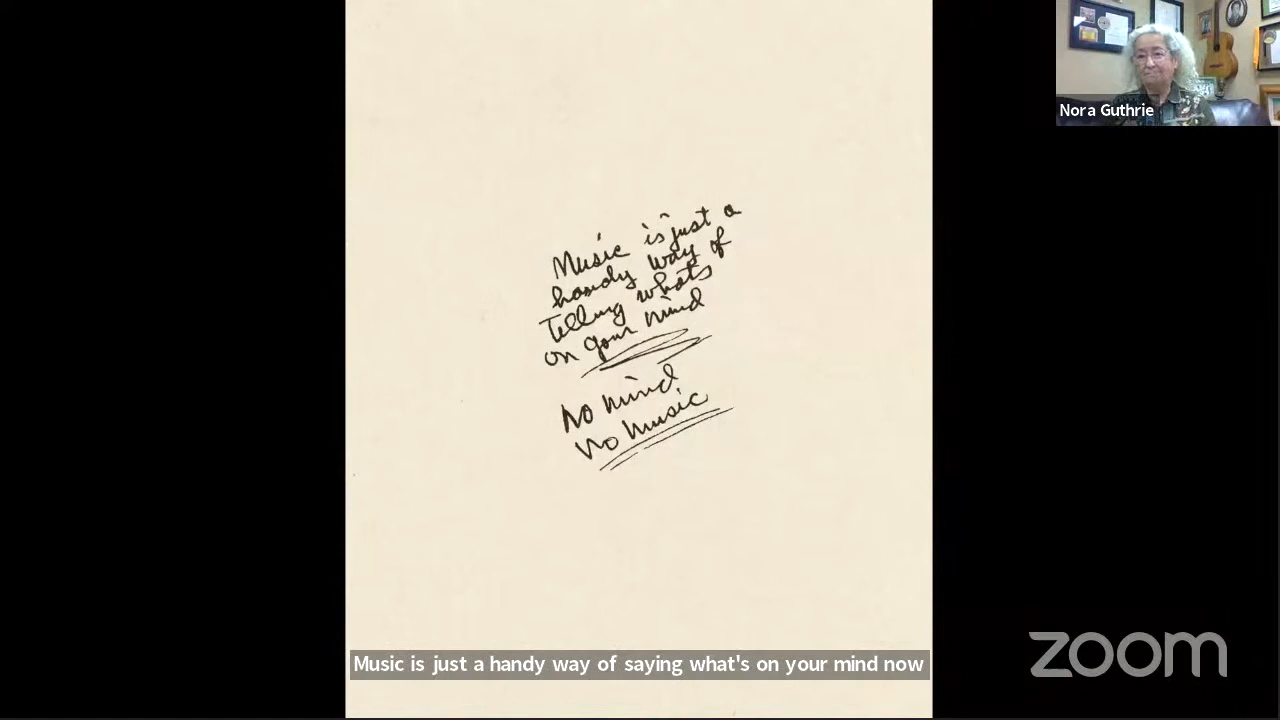 Nora Guthrie
Music is just a
handy way of
Telling whats
on your mind
No mind
No music
Music is just a handy way of saying what's on your mind now
zoom